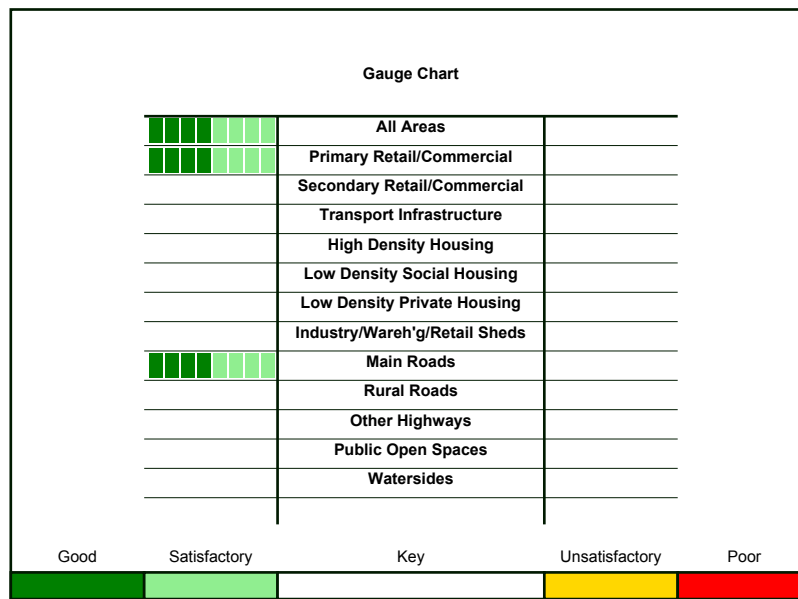 Gauge Chart
All Areas
Primary Retail/Commercial
Secondary Retail/Commercial
Transport Infrastructure
High Density Housing
Low Density Social Housing
Low Density Private Housing
Industry/Wareh'g/Retail Sheds
Main Roads
Rural Roads
Other Highways
Public Open Spaces
Watersides
Good Satisfactory Key Unsatisfactory Poor